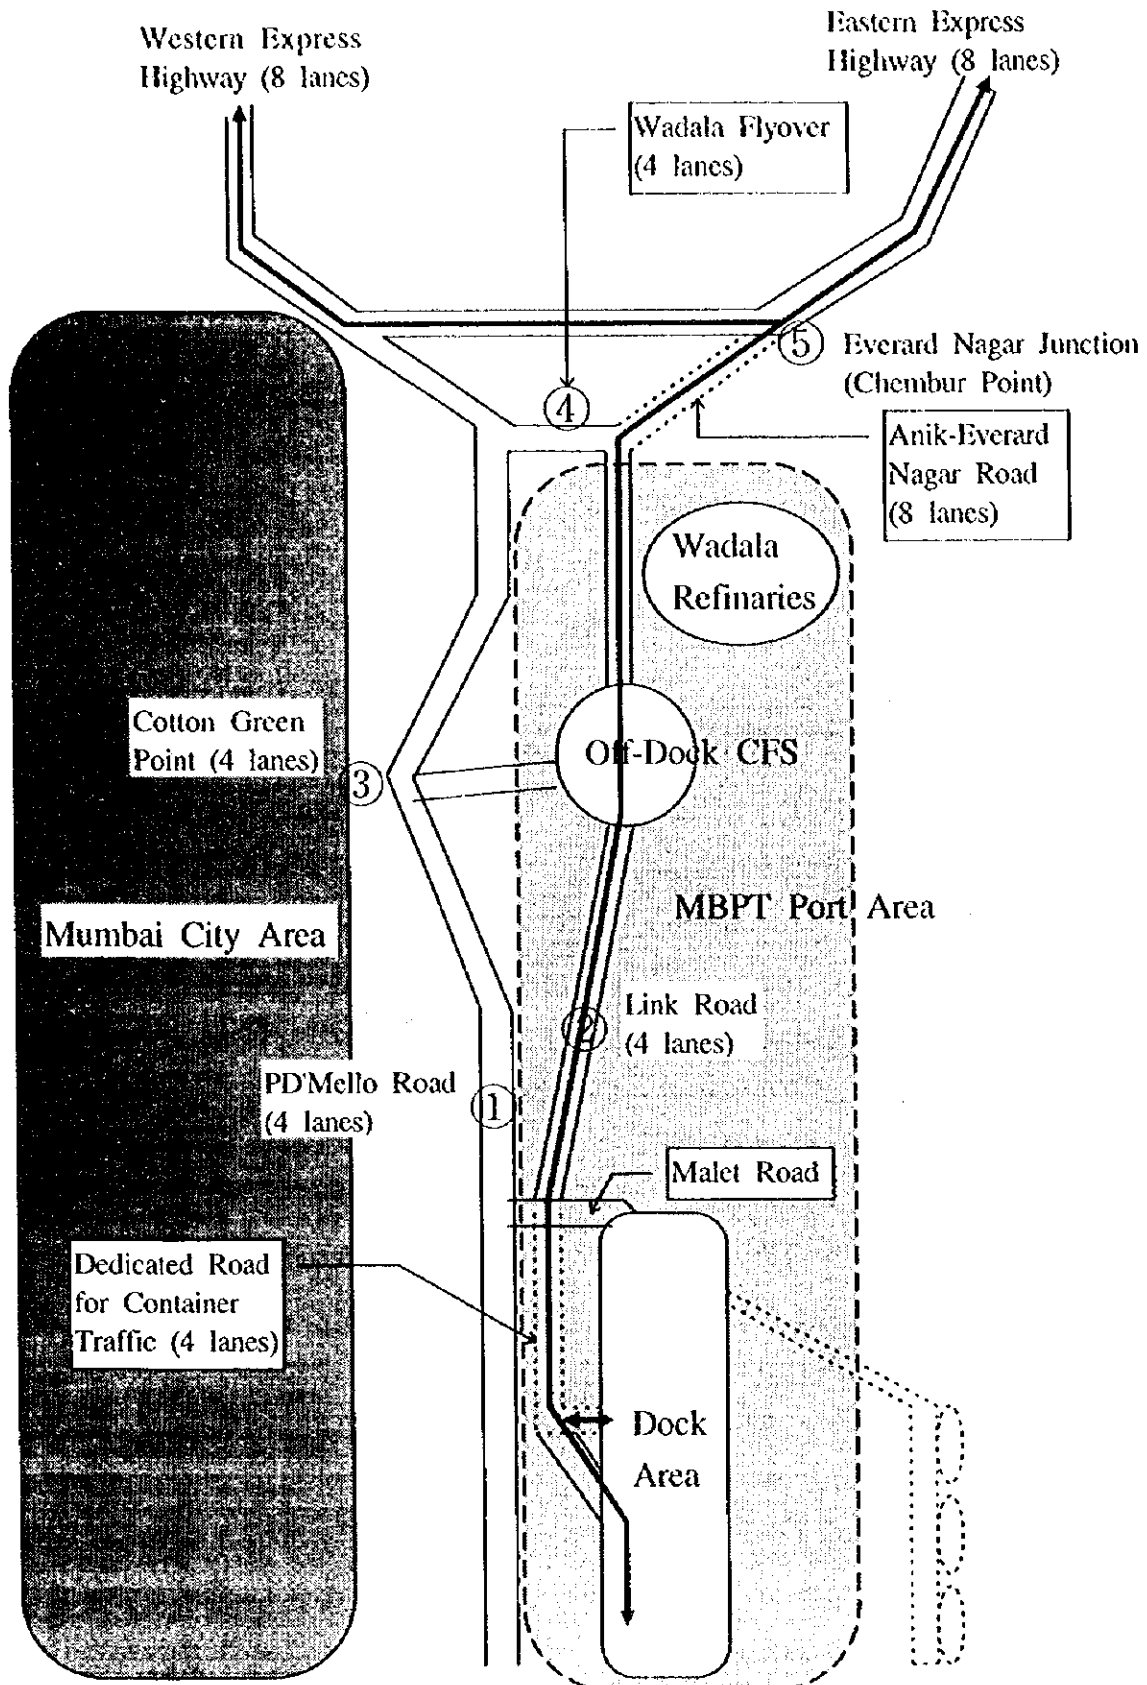 Western Express
Highway (8 lanes)
Eastern Express
Highway (8 lanes)
Wadala Flyover
(4 lanes)
⑤ Everard Nagar Junction
(Chembur Point)
④
Anik-Everard
Nagar Road
(8 lanes)
Wadala
Refinaries
Cotton Green
Point (4 lanes)
③
Off-Dock CFS
MBPT Port Area
Mumbai City Area
② Link Road
(4 lanes)
PD'Mello Road
(4 lanes)
①
Malet Road
Dedicated Road
for Container
Traffic (4 lanes)
Dock
Area